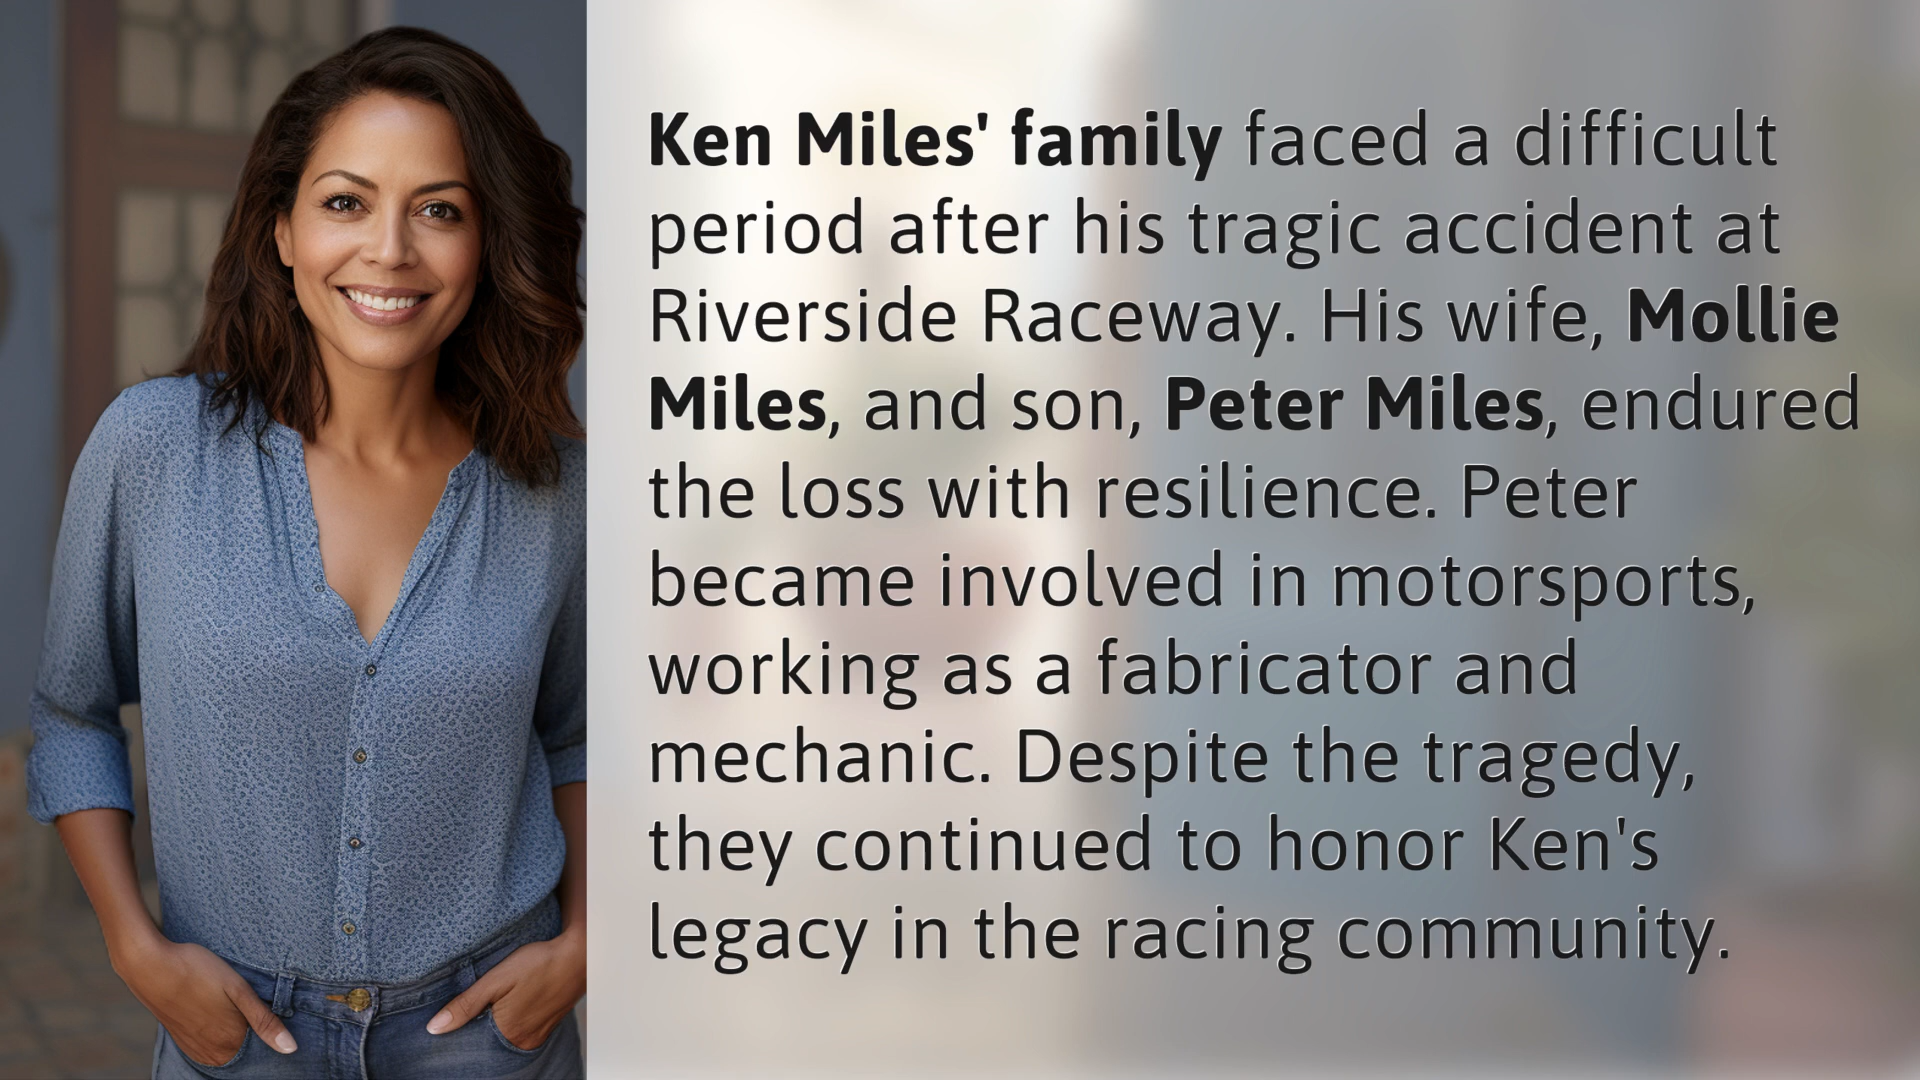 Ken Miles' family faced a difficult
period after his tragic accident at
Riverside Raceway. His wife, Mollie
Miles, and son, Peter Miles, endured
the loss with resilience. Peter
became involved in motorsports,
working as a fabricator and
mechanic. Despite the tragedy,
they continued to honor Ken's
legacy in the racing community.